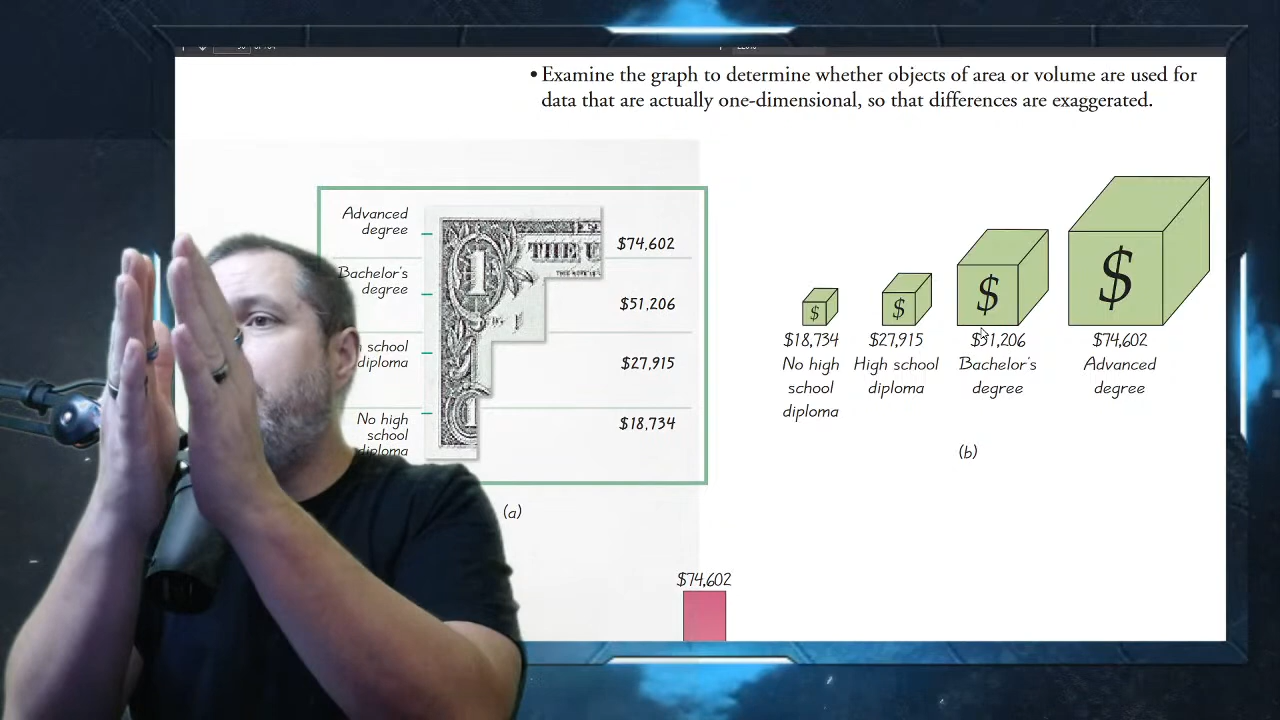 • Examine the graph to determine whether objects of area or volume are used for
data that are actually one-dimensional, so that differences are exaggerated.
Advanced
degree
$74,602
Bachelor's
degree
$51,206
school
diploma
$27,915
No high
school
diploma
$18,734
(a)
1
THE U
$
$
$
$
$18,734
No high
school
diploma
$27,915
High school
diploma
$51,206
Bachelor's
degree
$74,602
Advanced
degree
(b)
$74,602